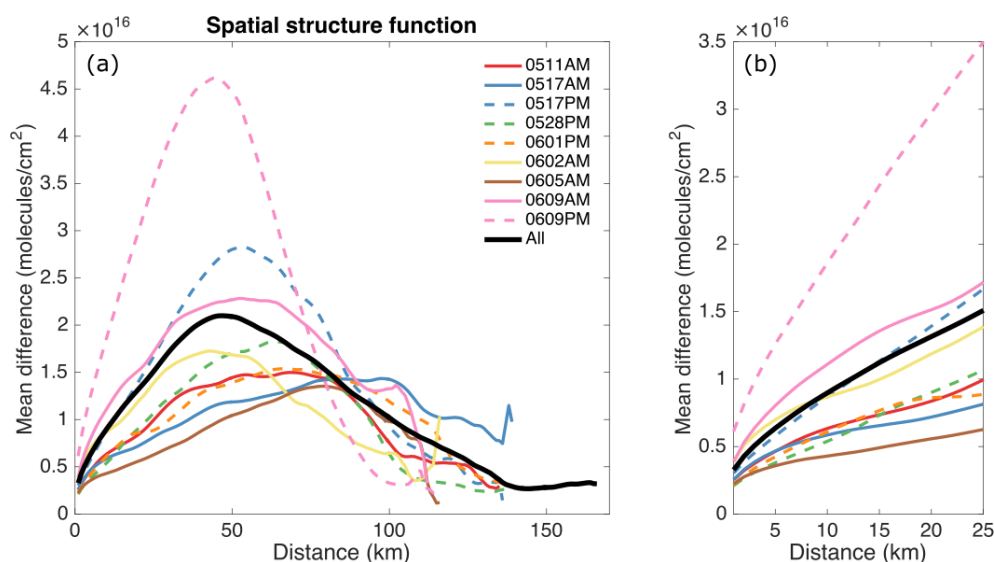 Spatial structure function
×10^16
(a)
Mean difference (molecules/cm²)
5
4.5
4
3.5
3
2.5
2
1.5
1
0.5
0
0 50 100 150
Distance (km)
0511AM
0517AM
0517PM
0528PM
0601PM
0602AM
0605AM
0609AM
0609PM
All
×10^16
(b)
Mean difference (molecules/cm²)
3.5
3
2.5
2
1.5
1
0.5
0
5 10 15 20 25
Distance (km)